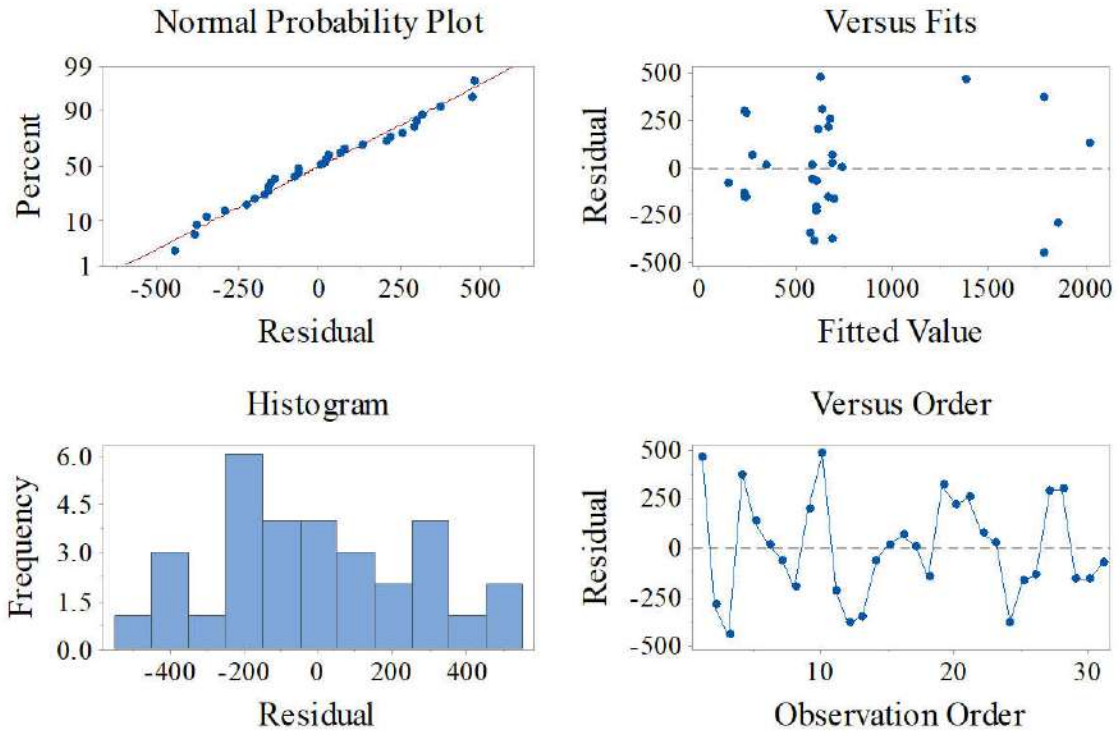 Normal Probability Plot
99
90
50
10
1
Percent
-500 -250 0 250 500
Residual
Versus Fits
500
250
0
-250
-500
Residual
0 500 1000 1500 2000
Fitted Value
Histogram
6.0
4.5
3.0
1.5
0.0
Frequency
-400 -200 0 200 400
Residual
Versus Order
500
250
0
-250
-500
Residual
10 20 30
Observation Order